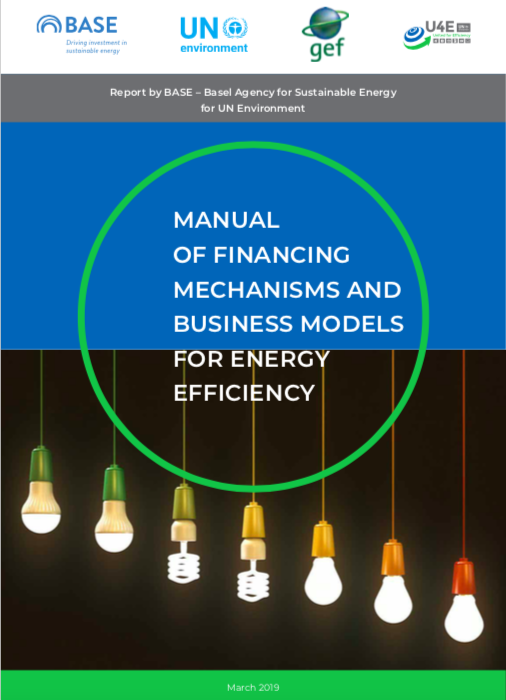 BASE
Driving investment in
sustainable energy
UN
environment
gef
U4E
Report by BASE – Basel Agency for Sustainable Energy
for UN Environment
MANUAL
OF FINANCING
MECHANISMS AND
BUSINESS MODELS
FOR ENERGY
EFFICIENCY
March 2019